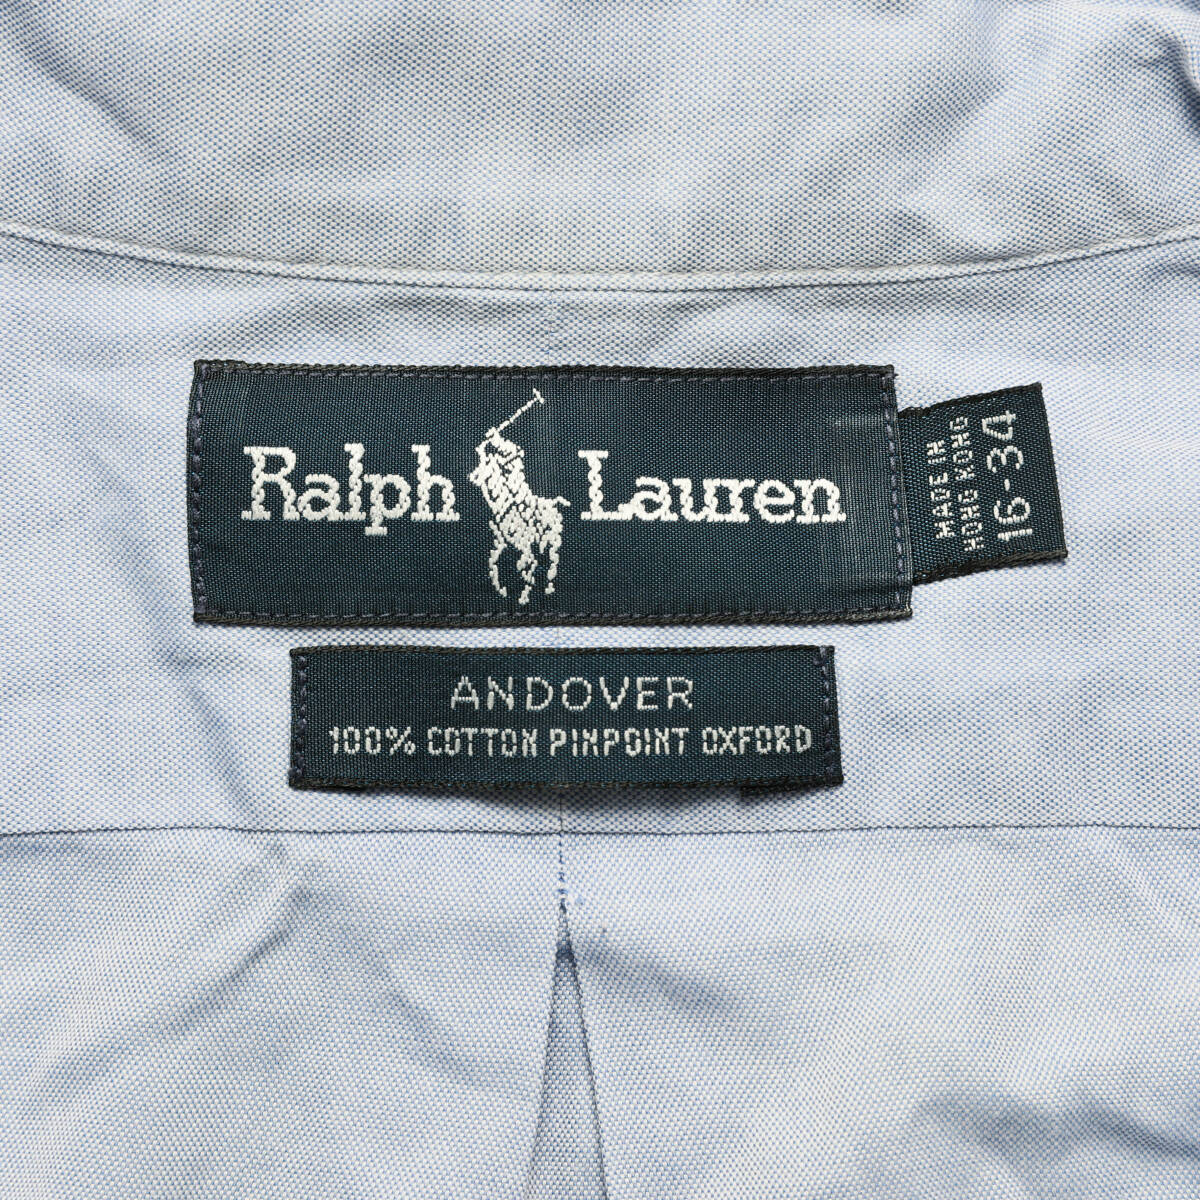 Ralph Lauren
MADE IN
HONG KONG
16-34
ANDOVER
100% COTTON PINPOINT OXFORD